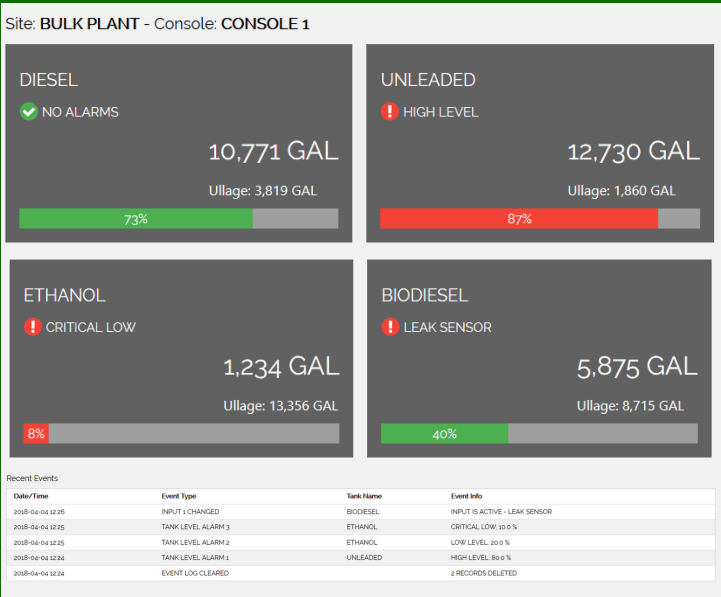 Site: BULK PLANT - Console: CONSOLE 1
DIESEL
NO ALARMS
10,771 GAL
Ullage: 3,819 GAL
73%
UNLEADED
HIGH LEVEL
12,730 GAL
Ullage: 1,860 GAL
87%
ETHANOL
CRITICAL LOW
1,234 GAL
Ullage: 13,356 GAL
8%
BIODIESEL
LEAK SENSOR
5,875 GAL
Ullage: 8,715 GAL
40%
Recent Events
Date/Time Event Type Tank Name Event Info
2018-04-04 12:26 INPUT 1 CHANGED BIODIESEL INPUT IS ACTIVE - LEAK SENSOR
2018-04-04 12:25 TANK LEVEL ALARM 3 ETHANOL CRITICAL LOW, 10.0 %
2018-04-04 12:25 TANK LEVEL ALARM 2 ETHANOL LOW LEVEL, 20.0 %
2018-04-04 12:24 TANK LEVEL ALARM 1 UNLEADED HIGH LEVEL, 80.0 %
2018-04-04 12:24 EVENT LOG CLEARED 2 RECORDS DELETED